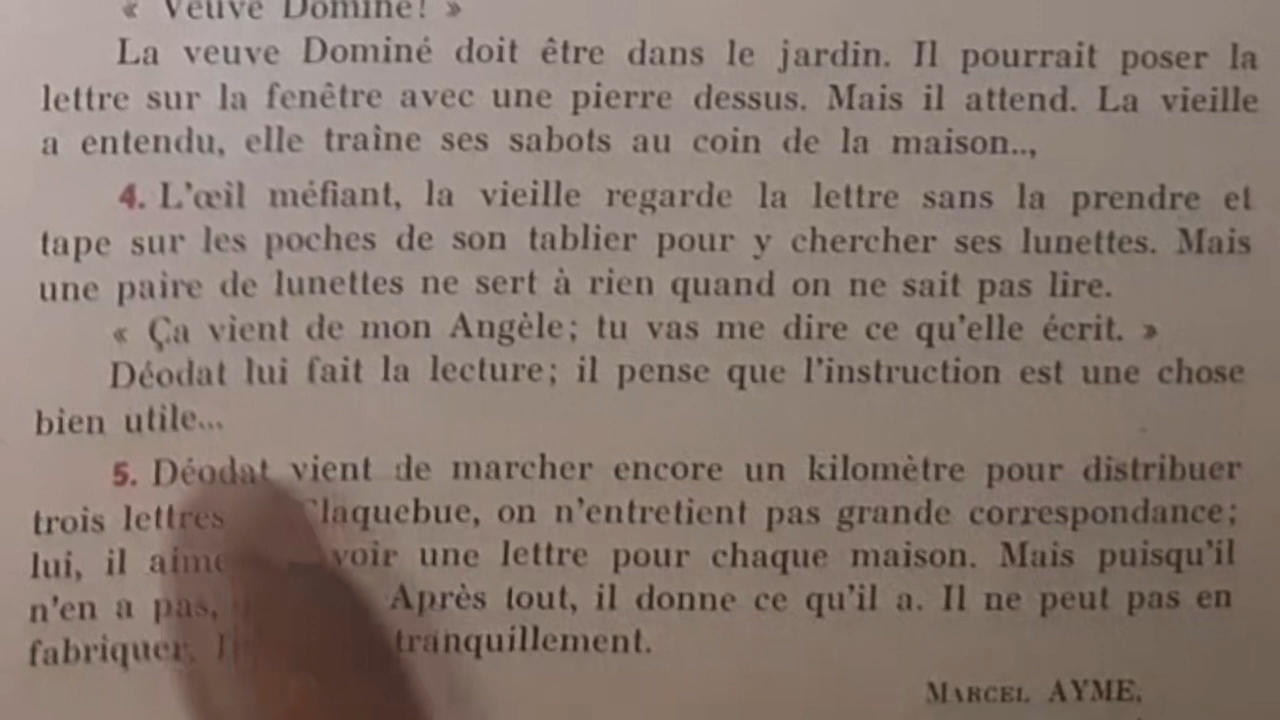 « Veuve Dominé! »
La veuve Dominé doit être dans le jardin. Il pourrait poser la
lettre sur la fenêtre avec une pierre dessus. Mais il attend. La vieille
a entendu, elle traîne ses sabots au coin de la maison..,
4. L'œil méfiant, la vieille regarde la lettre sans la prendre et
tape sur les poches de son tablier pour y chercher ses lunettes. Mais
une paire de lunettes ne sert à rien quand on ne sait pas lire.
« Ça vient de mon Angèle; tu vas me dire ce qu'elle écrit. »
Déodat lui fait la lecture; il pense que l'instruction est une chose
bien utile...
5. Déodat vient de marcher encore un kilomètre pour distribuer
trois lettres Claquebue, on n'entretient pas grande correspondance;
lui, il voir une lettre pour chaque maison. Mais puisqu'il
n'en a pas, Après tout, il donne ce qu'il a. Il ne peut pas en
fabriquer. tranquillement.
MARCEL AYME.